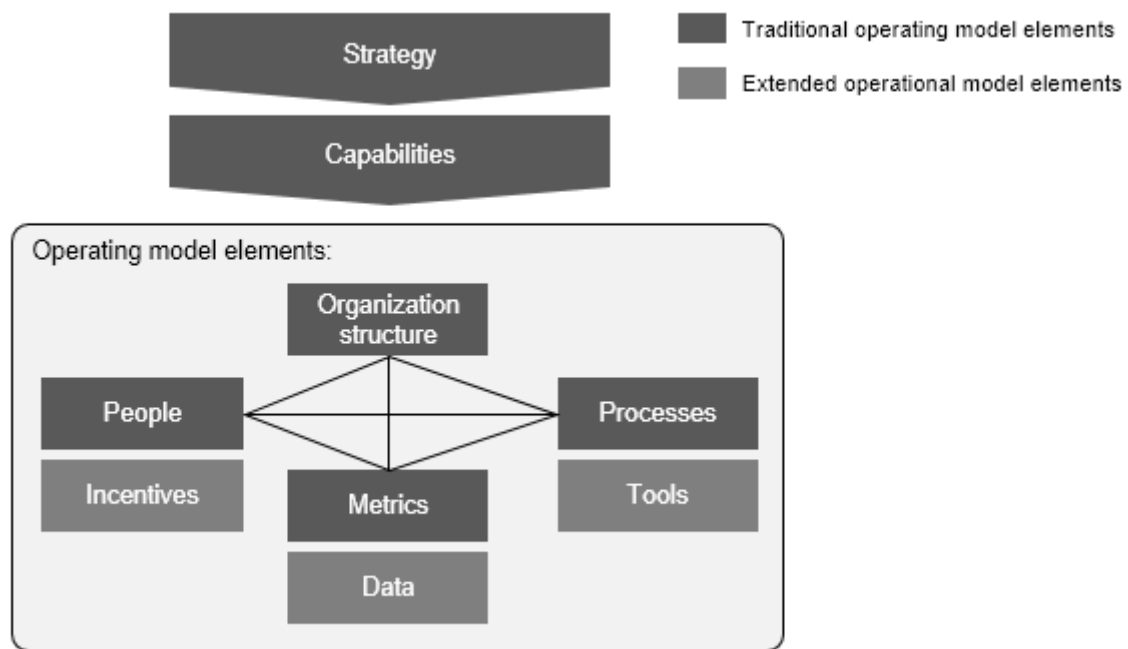 Strategy
Traditional operating model elements
Extended operational model elements
Capabilities
Operating model elements:
Organization
structure
People
Processes
Incentives
Metrics
Tools
Data